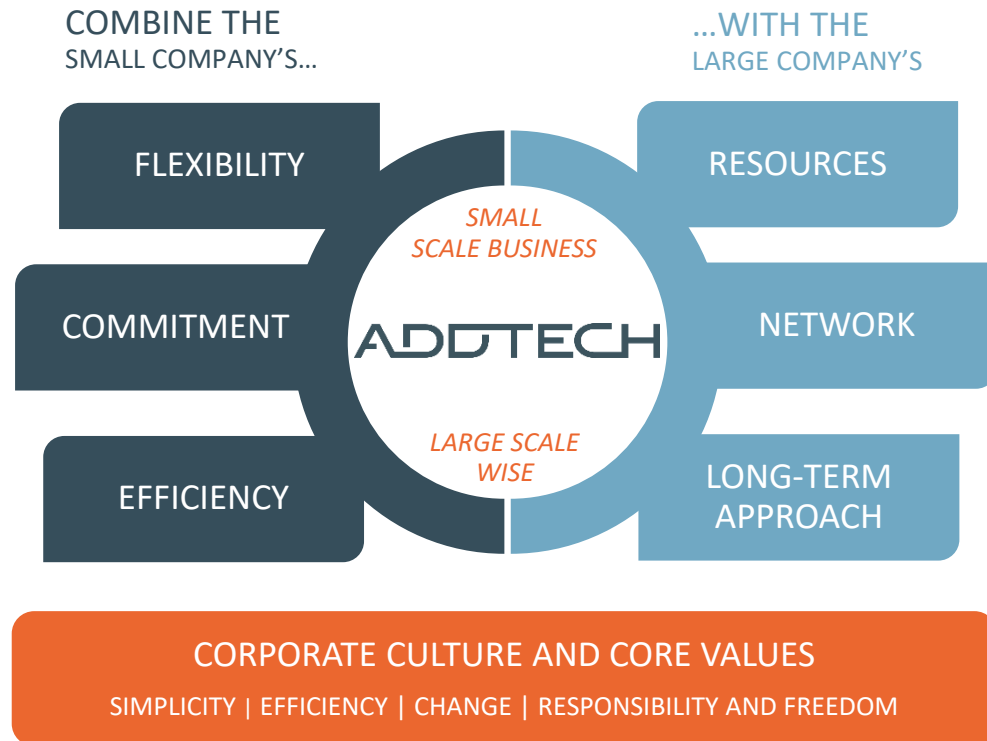 COMBINE THE
SMALL COMPANY'S...
...WITH THE
LARGE COMPANY'S
FLEXIBILITY
COMMITMENT
EFFICIENCY
SMALL
SCALE BUSINESS
ADDTECH
LARGE SCALE
WISE
RESOURCES
NETWORK
LONG-TERM
APPROACH
CORPORATE CULTURE AND CORE VALUES
SIMPLICITY | EFFICIENCY | CHANGE | RESPONSIBILITY AND FREEDOM